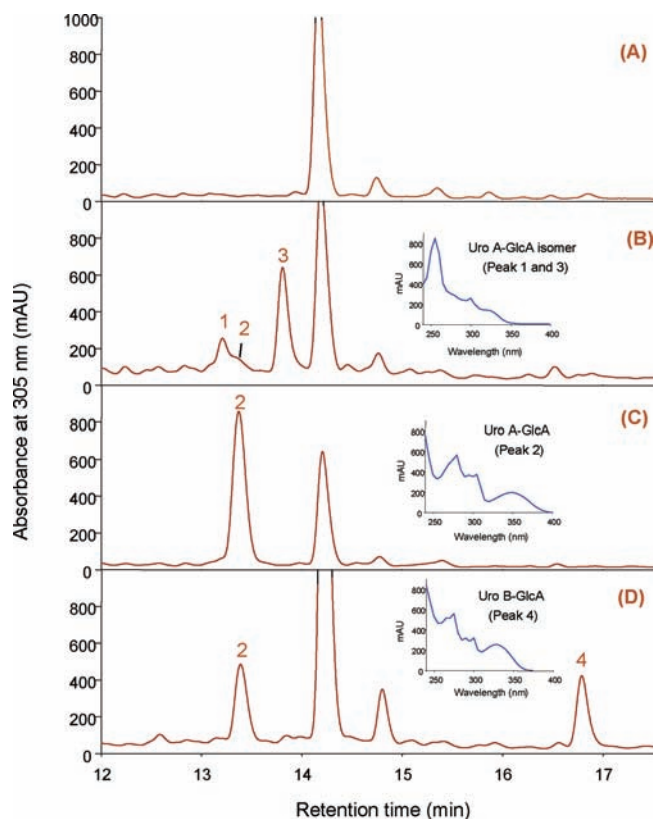 Absorbance at 305 nm (mAU)
1000
800
600
400
200
0
(A)
800
600
400
200
0
1
2
3
(B)
Uro A-GlcA isomer
(Peak 1 and 3)
mAU
800
600
400
200
0
250 300 350 400
Wavelength (nm)
800
600
400
200
0
2
(C)
Uro A-GlcA
(Peak 2)
mAU
800
600
400
200
0
250 300 350 400
Wavelength (nm)
800
600
400
200
0
2
4
(D)
Uro B-GlcA
(Peak 4)
mAU
800
600
400
200
0
250 300 350 400
Wavelength (nm)
12 13 14 15 16 17
Retention time (min)